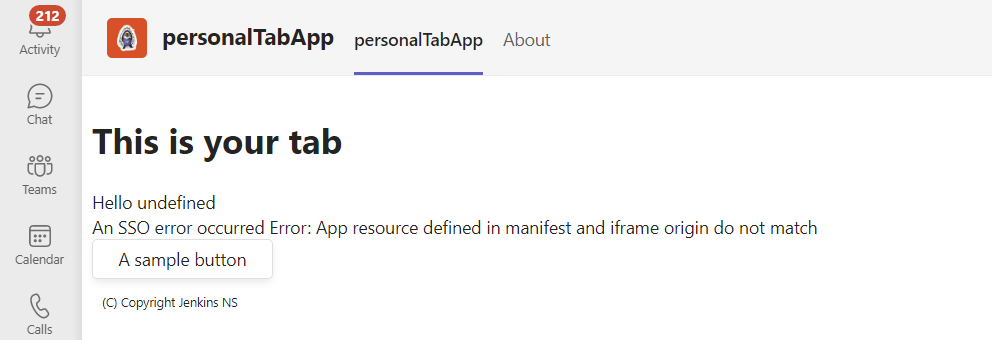 212
Activity
Chat
Teams
Calendar
Calls
personalTabApp personalTabApp About
This is your tab
Hello undefined
An SSO error occurred Error: App resource defined in manifest and iframe origin do not match
A sample button
(C) Copyright Jenkins NS